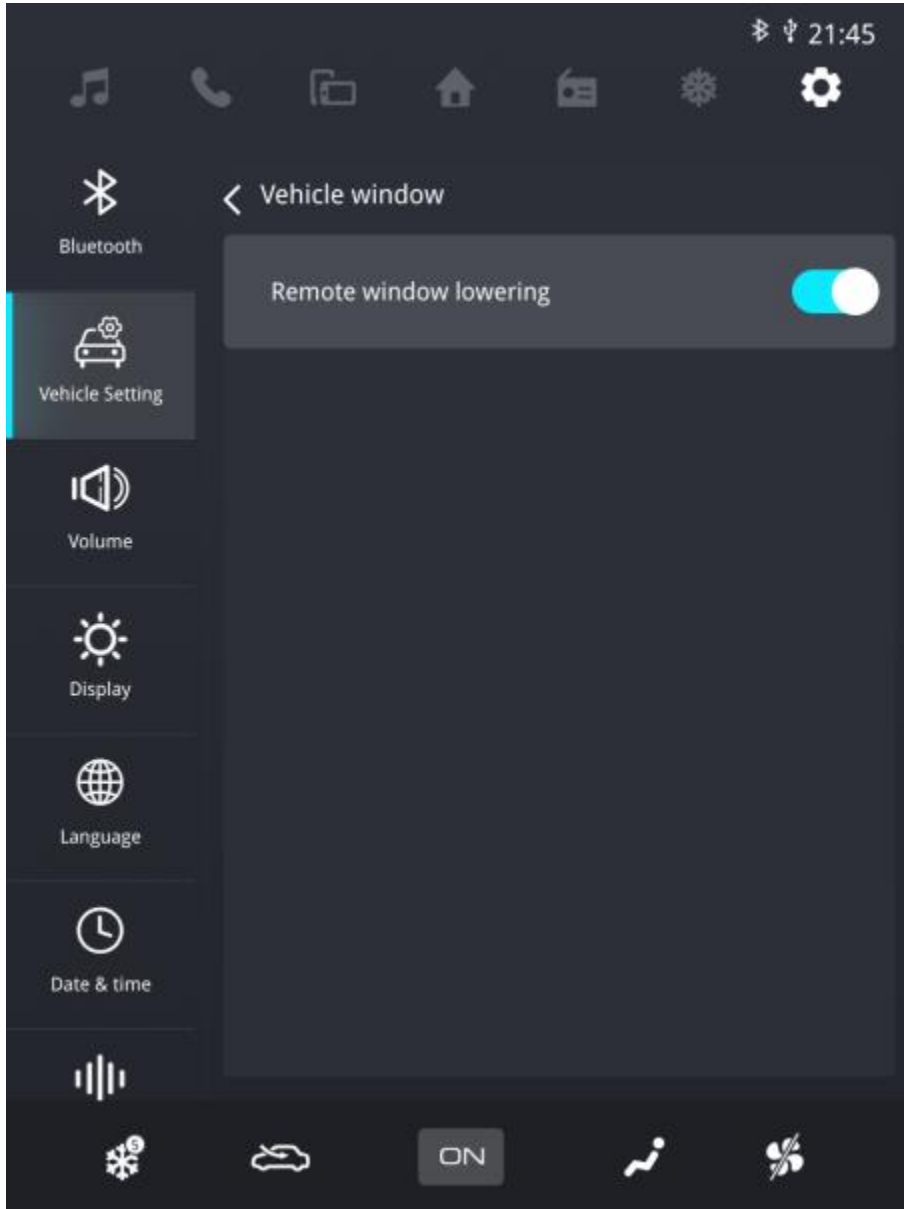 21:45
Bluetooth
Vehicle window
Remote window lowering
Vehicle Setting
Volume
Display
Language
Date & time
S
ON